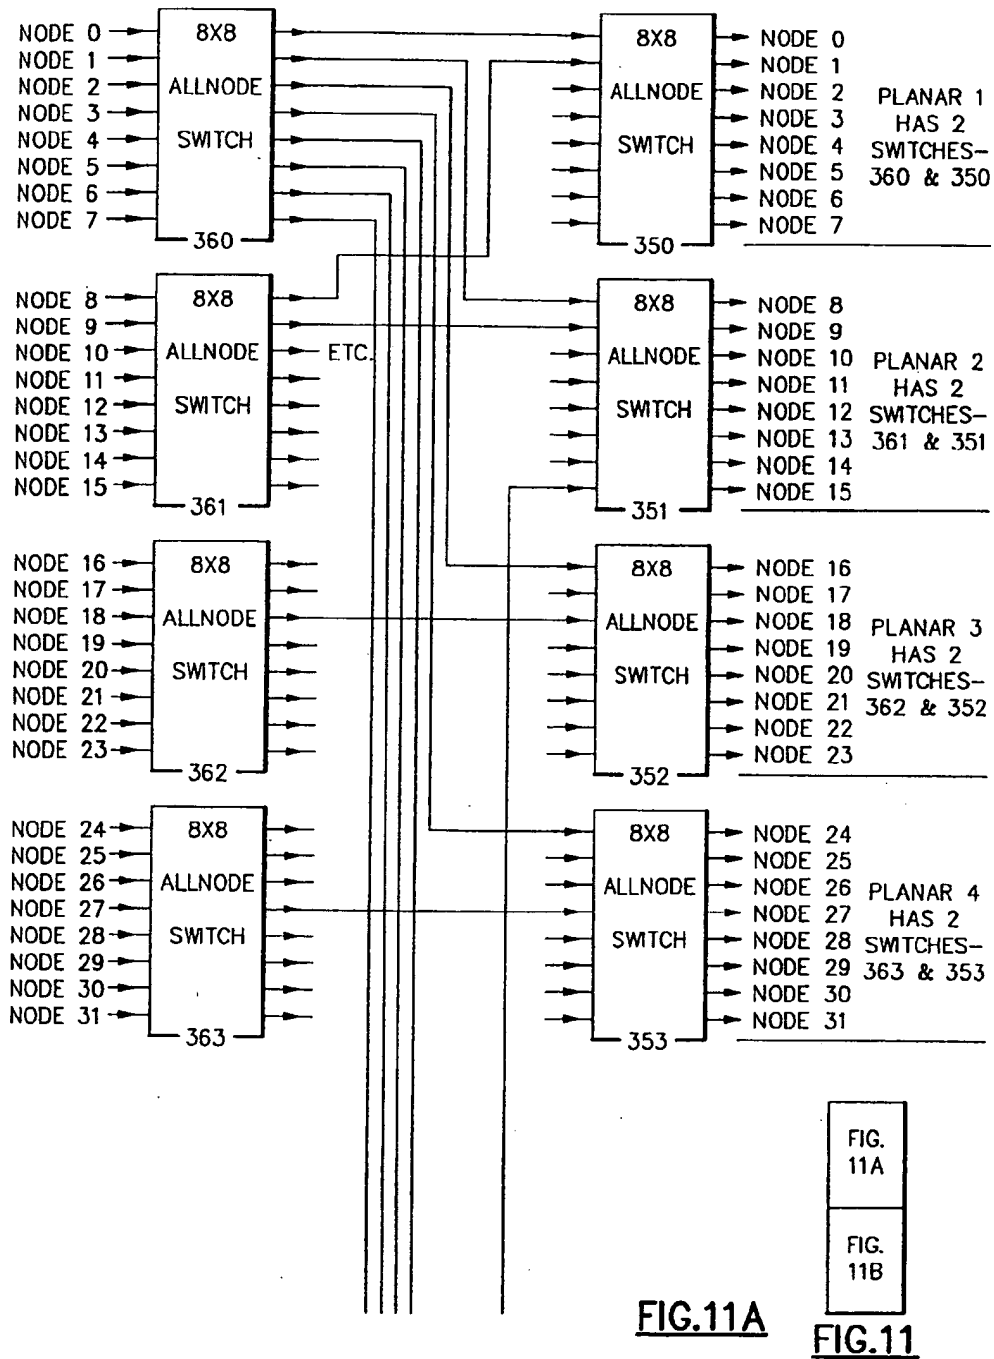 NODE 0
NODE 1
NODE 2
NODE 3
NODE 4
NODE 5
NODE 6
NODE 7
8X8
ALLNODE
SWITCH
360
8X8
ALLNODE
SWITCH
350
NODE 0
NODE 1
NODE 2
NODE 3
NODE 4
NODE 5
NODE 6
NODE 7
PLANAR 1
HAS 2
SWITCHES-
360 & 350
NODE 8
NODE 9
NODE 10
NODE 11
NODE 12
NODE 13
NODE 14
NODE 15
8X8
ALLNODE
SWITCH
361
ETC.
8X8
ALLNODE
SWITCH
351
NODE 8
NODE 9
NODE 10
NODE 11
NODE 12
NODE 13
NODE 14
NODE 15
PLANAR 2
HAS 2
SWITCHES-
361 & 351
NODE 16
NODE 17
NODE 18
NODE 19
NODE 20
NODE 21
NODE 22
NODE 23
8X8
ALLNODE
SWITCH
362
8X8
ALLNODE
SWITCH
352
NODE 16
NODE 17
NODE 18
NODE 19
NODE 20
NODE 21
NODE 22
NODE 23
PLANAR 3
HAS 2
SWITCHES-
362 & 352
NODE 24
NODE 25
NODE 26
NODE 27
NODE 28
NODE 29
NODE 30
NODE 31
8X8
ALLNODE
SWITCH
363
8X8
ALLNODE
SWITCH
353
NODE 24
NODE 25
NODE 26
NODE 27
NODE 28
NODE 29
NODE 30
NODE 31
PLANAR 4
HAS 2
SWITCHES-
363 & 353
FIG.
11A
FIG.
11B
FIG.11A
FIG.11